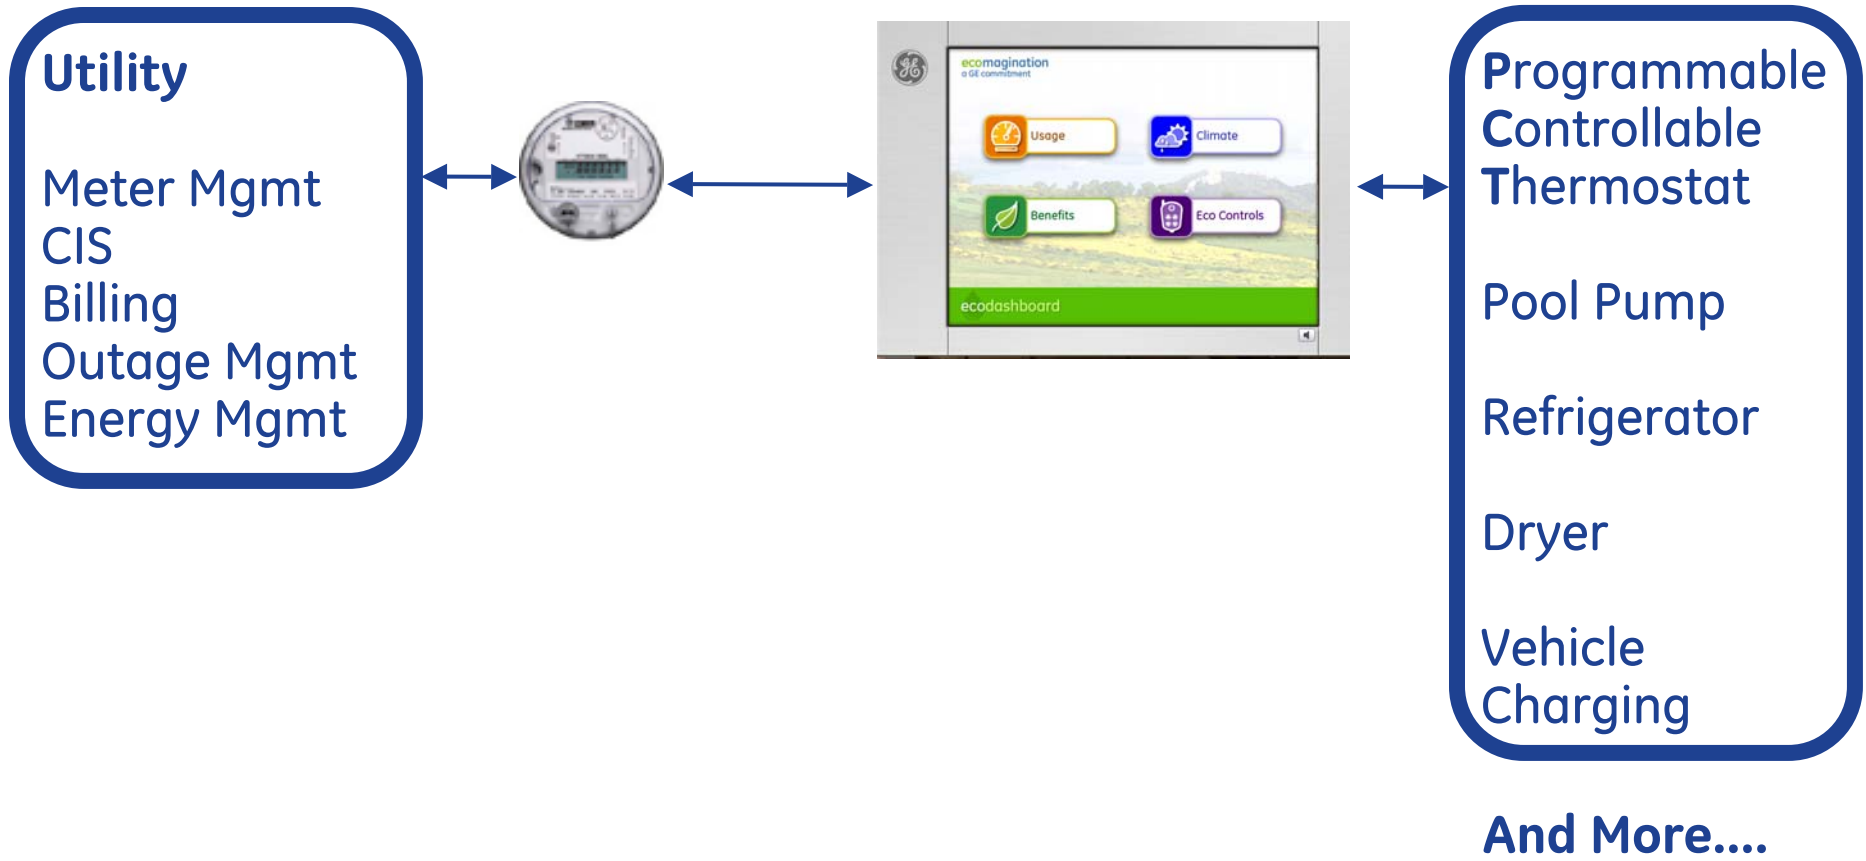 Utility
Meter Mgmt
CIS
Billing
Outage Mgmt
Energy Mgmt
GE
ecomagination
a GE commitment
Usage
Climate
Benefits
Eco Controls
ecodashboard
Programmable
Controllable
Thermostat
Pool Pump
Refrigerator
Dryer
Vehicle
Charging
And More....